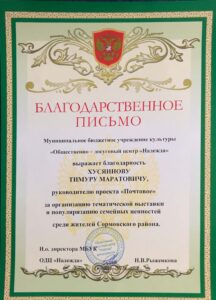 БЛАГОДАРСТВЕННОЕ
ПИСЬМО
Муниципальное бюджетное учреждение культуры
«Общественно – досуговый центр «Надежда»
выражает благодарность
ХУСЯИНОВУ
ТИМУРУ МАРАТОВИЧУ,
руководителю проекта «Почтовое»
за организацию тематической выставки
и популяризацию семейных ценностей
среди жителей Сормовского района.
И.о. директора МБУК
ОДЦ «Надежда» Н.В.Рыжакова